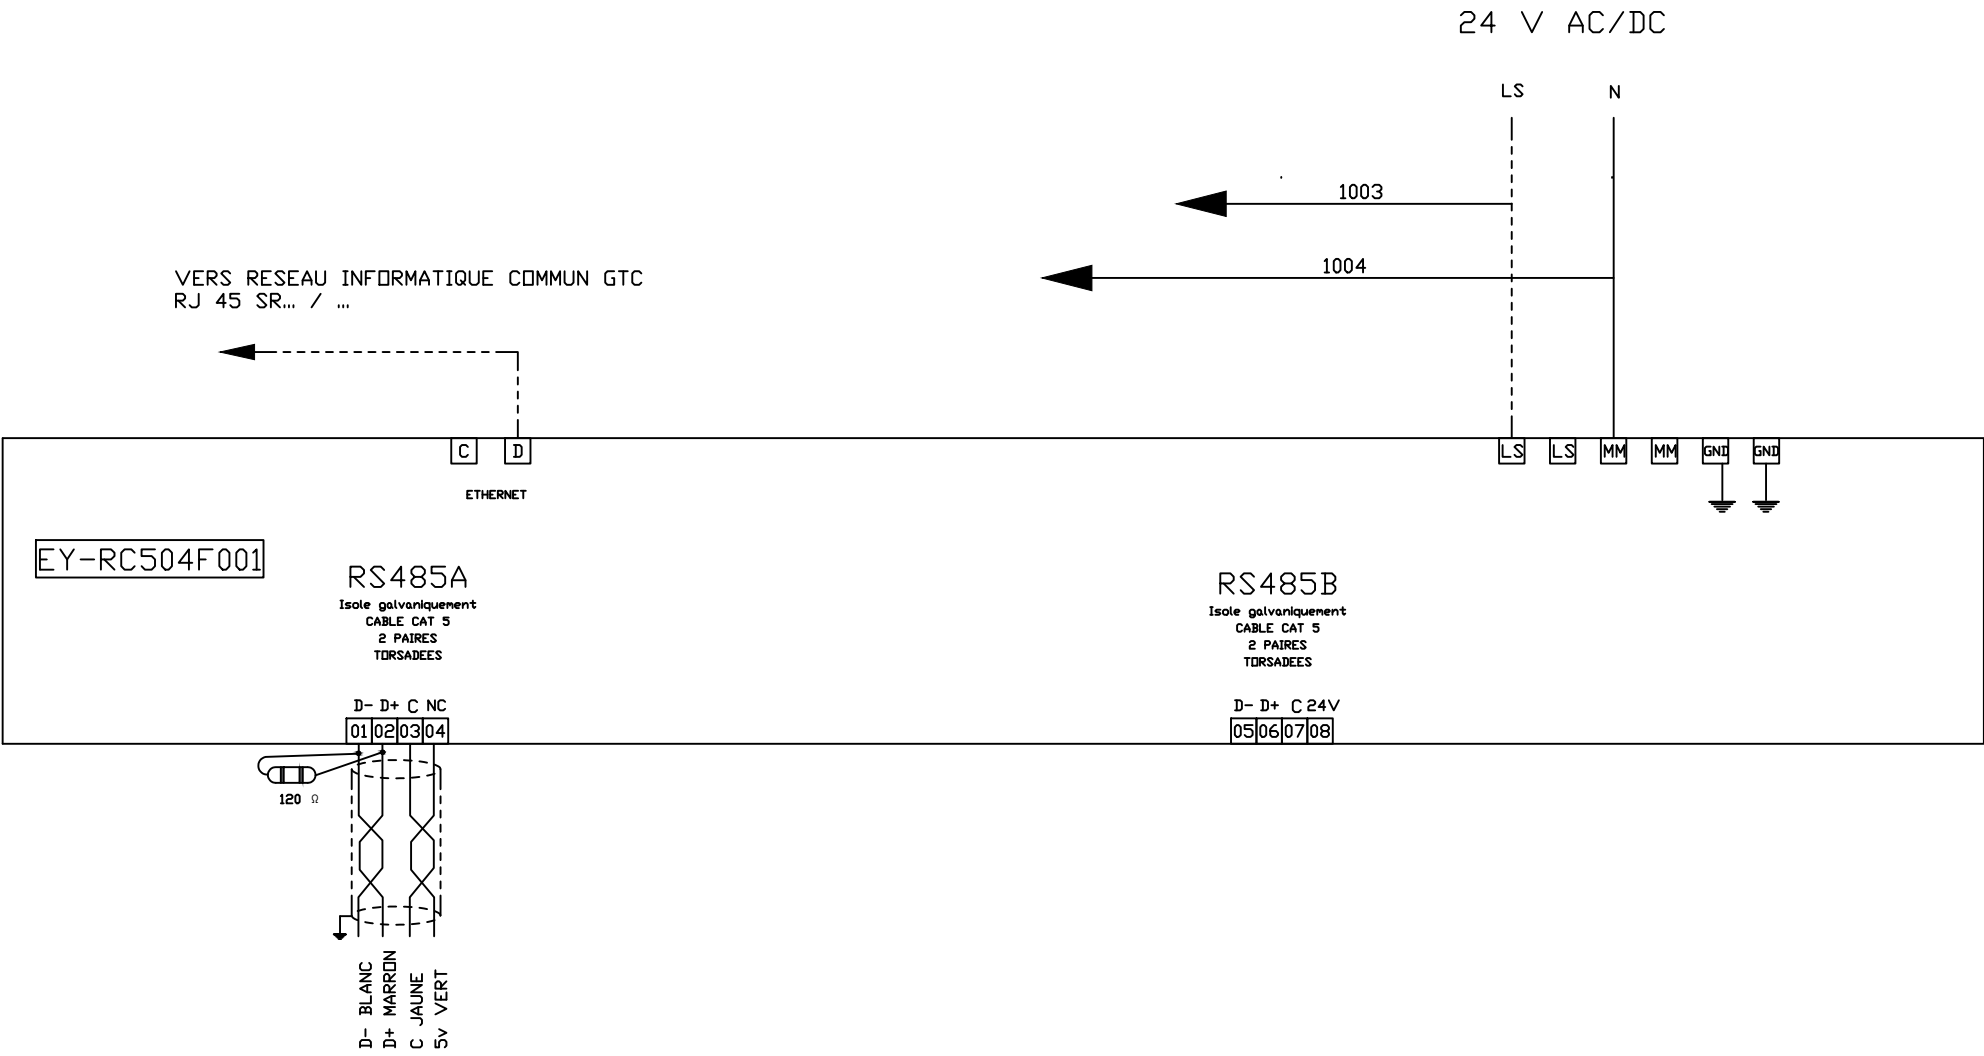 24 V AC/DC
LS N
1003
1004
VERS RESEAU INFORMATIQUE COMMUN GTC
RJ 45 SR... / ...
C D
LS LS MM MM GND GND
ETHERNET
EY-RC504F001
RS485A
Isole galvaniquement
CABLE CAT 5
2 PAIRES
TORSADEES
D- D+ C NC
01 02 03 04
RS485B
Isole galvaniquement
CABLE CAT 5
2 PAIRES
TORSADEES
D- D+ C 24V
05 06 07 08
120 Ω
D- BLANC
D+ MARRON
C JAUNE
5v VERT